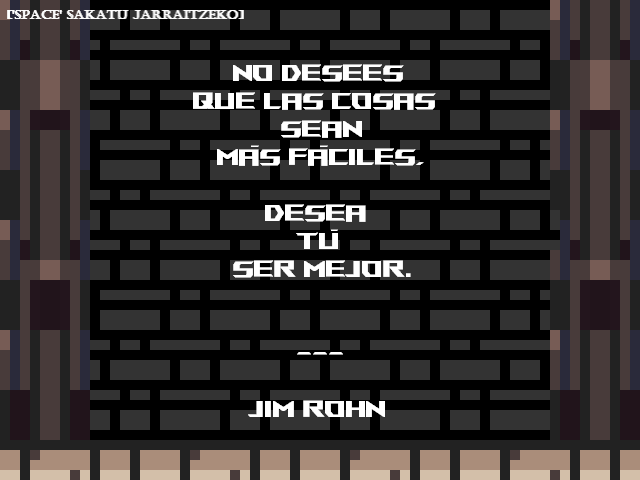 ['SPACE' SAKATU JARRAITZEKO]
NO DESEES
QUE LAS COSAS
SEAN
MÁS FÁCILES,
DESEA
TÚ
SER MEJOR.
---
JIM ROHN